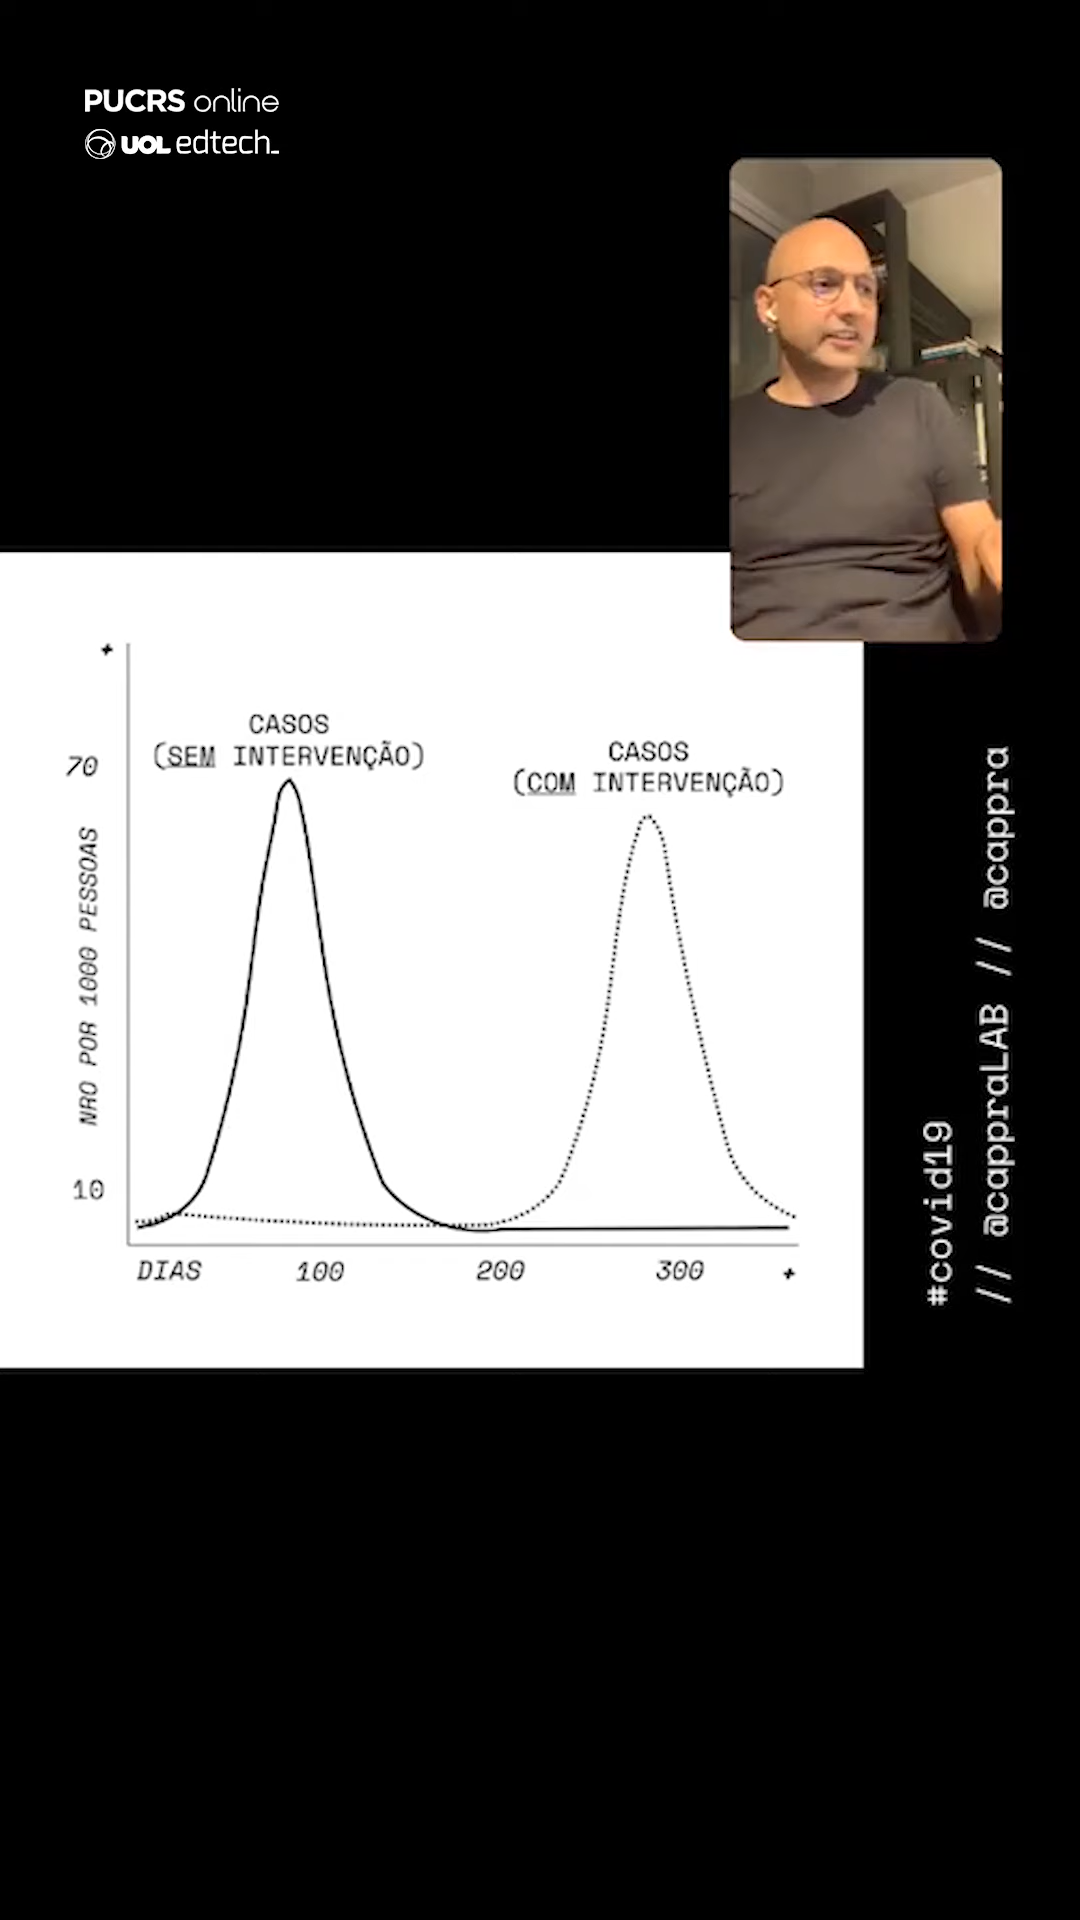 PUCRS online
UOL edtech_
+
CASOS
(SEM INTERVENÇÃO)
CASOS
(COM INTERVENÇÃO)
70
NRO POR 1000 PESSOAS
10
DIAS 100 200 300 +
#covid19
// @cappraLAB // @cappra